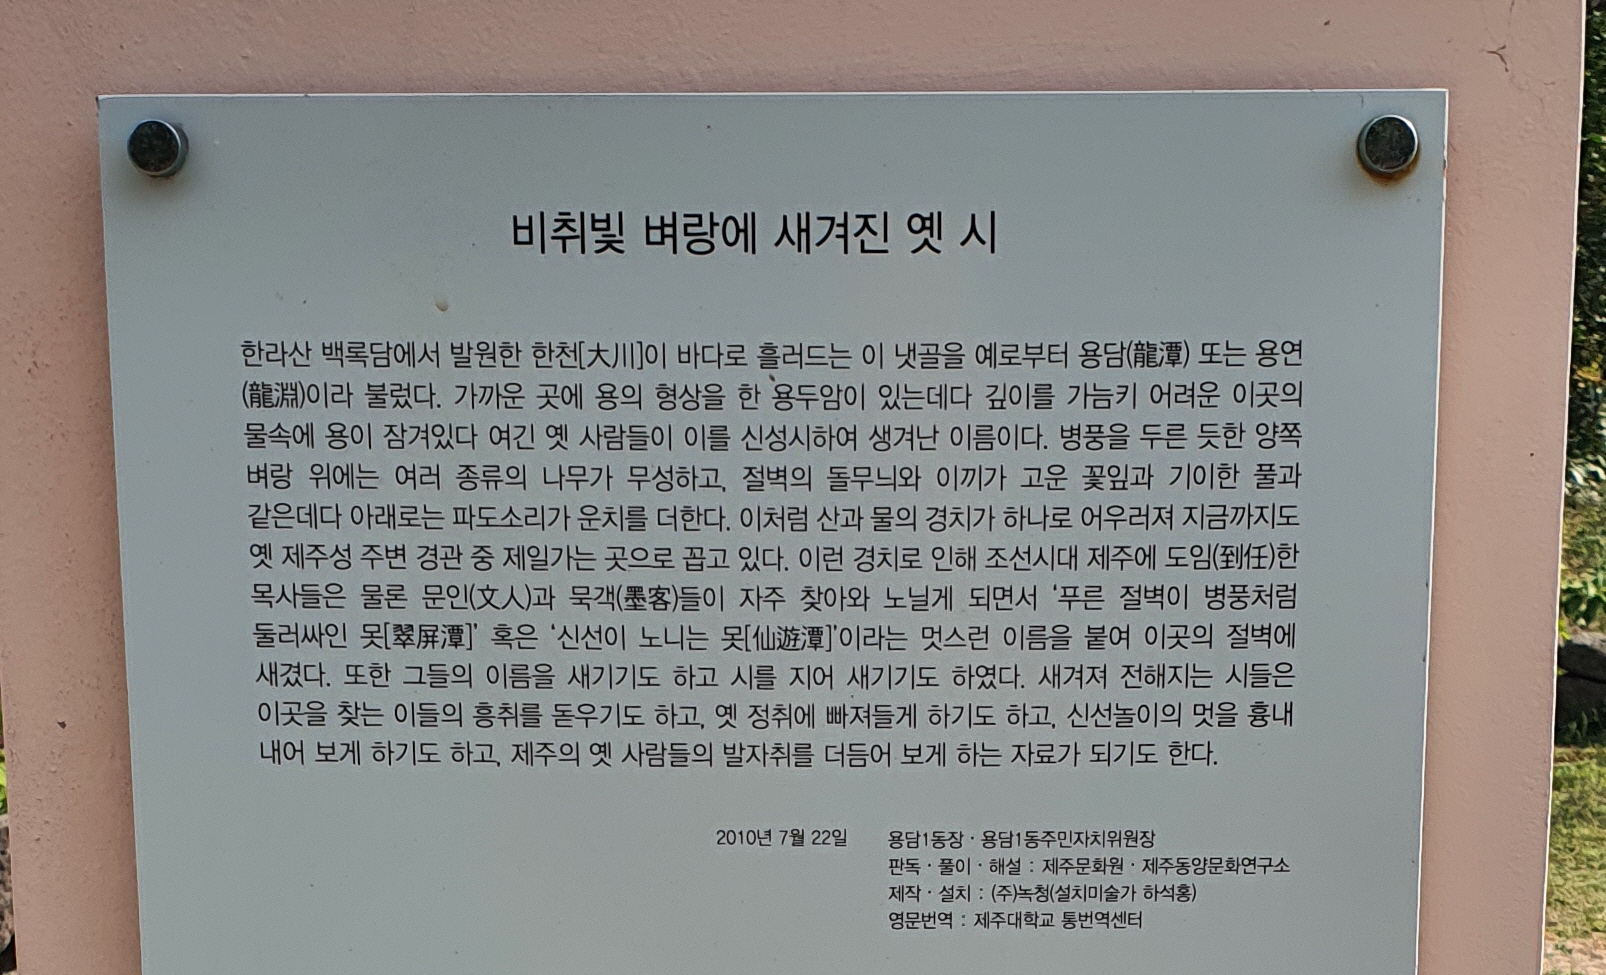 비취빛 벼랑에 새겨진 옛 시
한라산 백록담에서 발원한 한천[大川]이 바다로 흘러드는 이 냇골을 예로부터 용담(龍潭) 또는 용연
(龍淵)이라 불렀다. 가까운 곳에 용의 형상을 한 용두암이 있는데다 깊이를 가늠키 어려운 이곳의
물속에 용이 잠겨있다 여긴 옛 사람들이 이를 신성시하여 생겨난 이름이다. 병풍을 두른 듯한 양쪽
벼랑 위에는 여러 종류의 나무가 무성하고, 절벽의 돌무늬와 이끼가 고운 꽃잎과 기이한 풀과
같은데다 아래로는 파도소리가 운치를 더한다. 이처럼 산과 물의 경치가 하나로 어우러져 지금까지도
옛 제주성 주변 경관 중 제일가는 곳으로 꼽고 있다. 이런 경치로 인해 조선시대 제주에 도임(到任)한
목사들은 물론 문인(文人)과 묵객(墨客)들이 자주 찾아와 노닐게 되면서 ‘푸른 절벽이 병풍처럼
둘러싸인 못[翠屏潭]’ 혹은 ‘신선이 노니는 못[仙遊潭]’이라는 멋스런 이름을 붙여 이곳의 절벽에
새겼다. 또한 그들의 이름을 새기기도 하고 시를 지어 새기기도 하였다. 새겨져 전해지는 시들은
이곳을 찾는 이들의 흥취를 돋우기도 하고, 옛 정취에 빠져들게 하기도 하고, 신선놀이의 멋을 흉내
내어 보게 하기도 하고, 제주의 옛 사람들의 발자취를 더듬어 보게 하는 자료가 되기도 한다.
2010년 7월 22일 용담1동장 · 용담1동주민자치위원장
판독 · 풀이 · 해설 : 제주문화원 · 제주동양문화연구소
제작 · 설치 : (주)녹청(설치미술가 하석홍)
영문번역 : 제주대학교 통번역센터